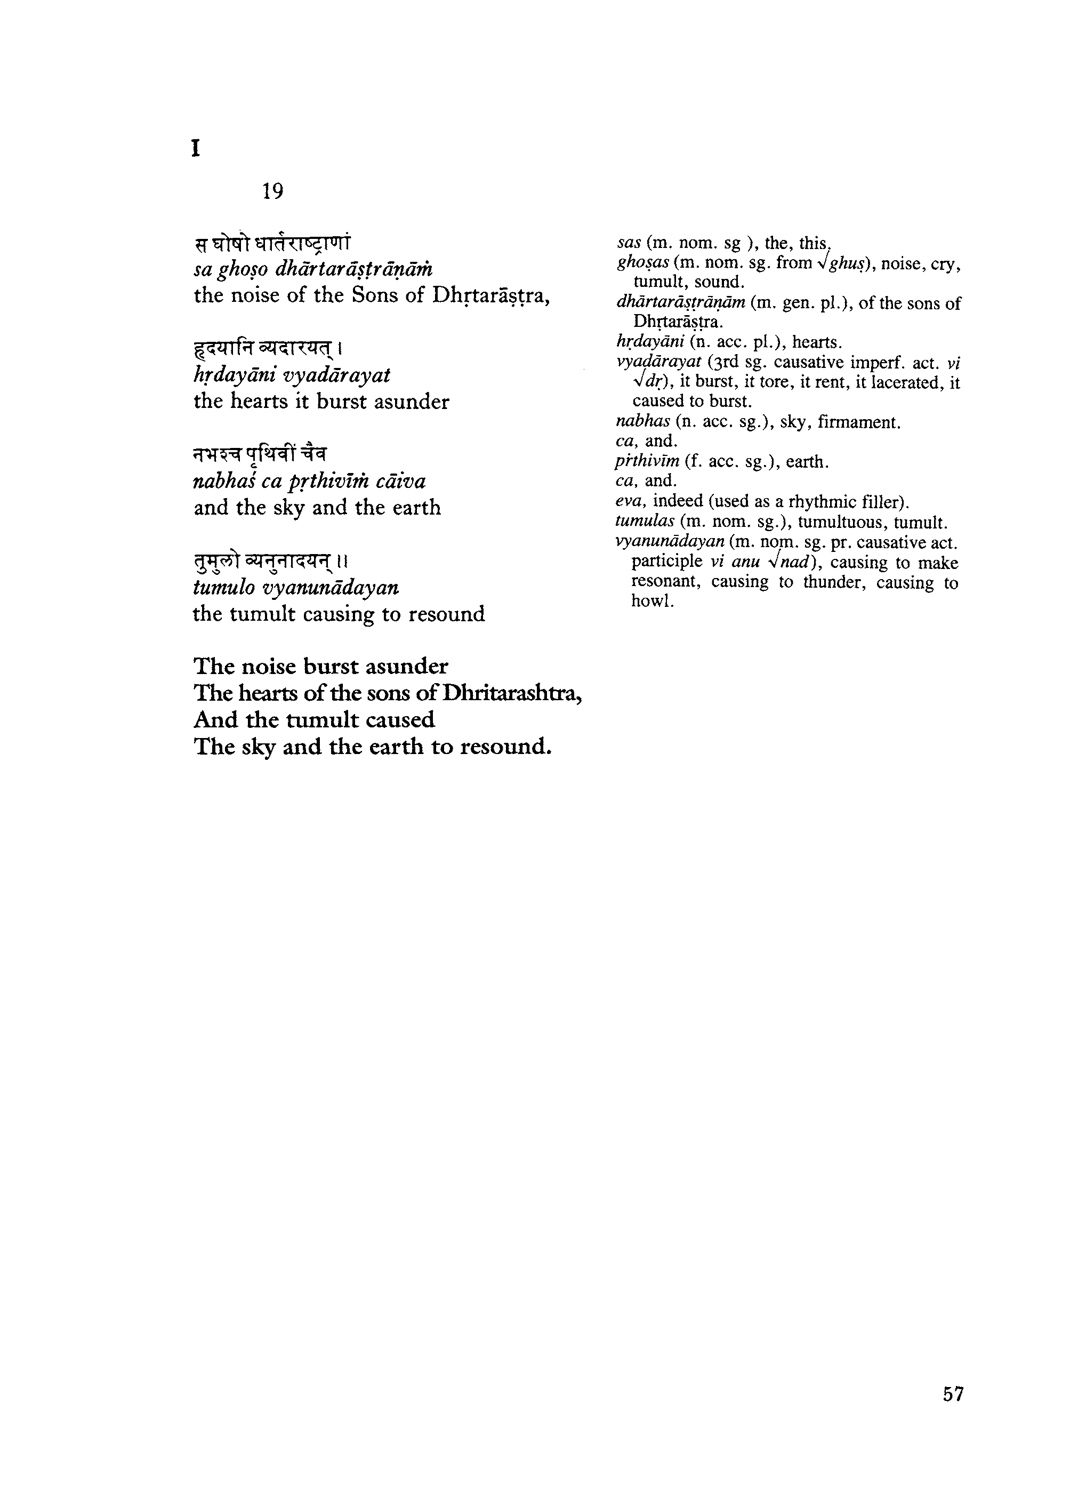 I
19
स घोषो धार्तराष्ट्राणां
sa ghoṣo dhārtarāṣṭrāṇāṁ
the noise of the Sons of Dhṛtarāṣṭra,
हृदयानि व्यदारयत् ।
hṛdayāni vyadārayat
the hearts it burst asunder
नभश्च पृथिवीं चैव
nabhaś ca pṛthivīṁ cāiva
and the sky and the earth
तुमुलो व्यनुनादयन् ॥
tumulo vyanunādayan
the tumult causing to resound
The noise burst asunder
The hearts of the sons of Dhritarashtra,
And the tumult caused
The sky and the earth to resound.
sas (m. nom. sg ), the, this.
ghoṣas (m. nom. sg. from √ghuṣ), noise, cry,
tumult, sound.
dhārtarāṣṭrāṇām (m. gen. pl.), of the sons of
Dhṛtarāṣṭra.
hṛdayāni (n. acc. pl.), hearts.
vyadārayat (3rd sg. causative imperf. act. vi
√dṛ), it burst, it tore, it rent, it lacerated, it
caused to burst.
nabhas (n. acc. sg.), sky, firmament.
ca, and.
pṙthivīm (f. acc. sg.), earth.
ca, and.
eva, indeed (used as a rhythmic filler).
tumulas (m. nom. sg.), tumultuous, tumult.
vyanunādayan (m. nom. sg. pr. causative act.
participle vi anu √nad), causing to make
resonant, causing to thunder, causing to
howl.
57